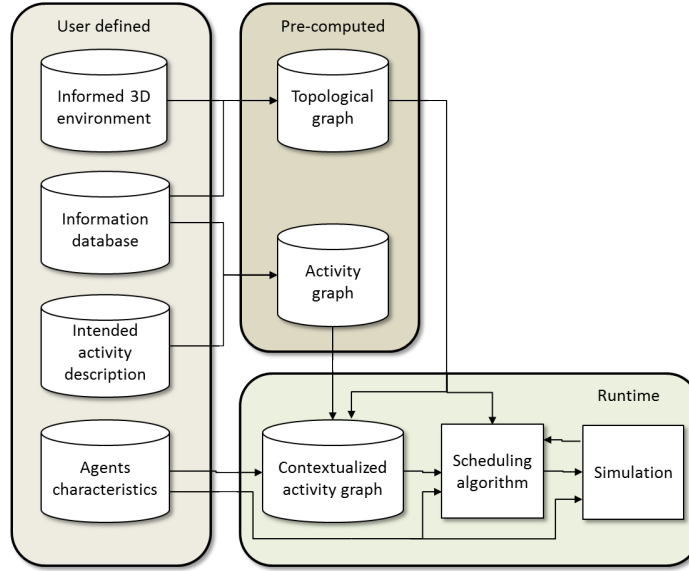 User defined
Pre-computed
Informed 3D
environment
Topological
graph
Information
database
Activity
graph
Intended
activity
description
Runtime
Agents
characteristics
Contextualized
activity graph
Scheduling
algorithm
Simulation